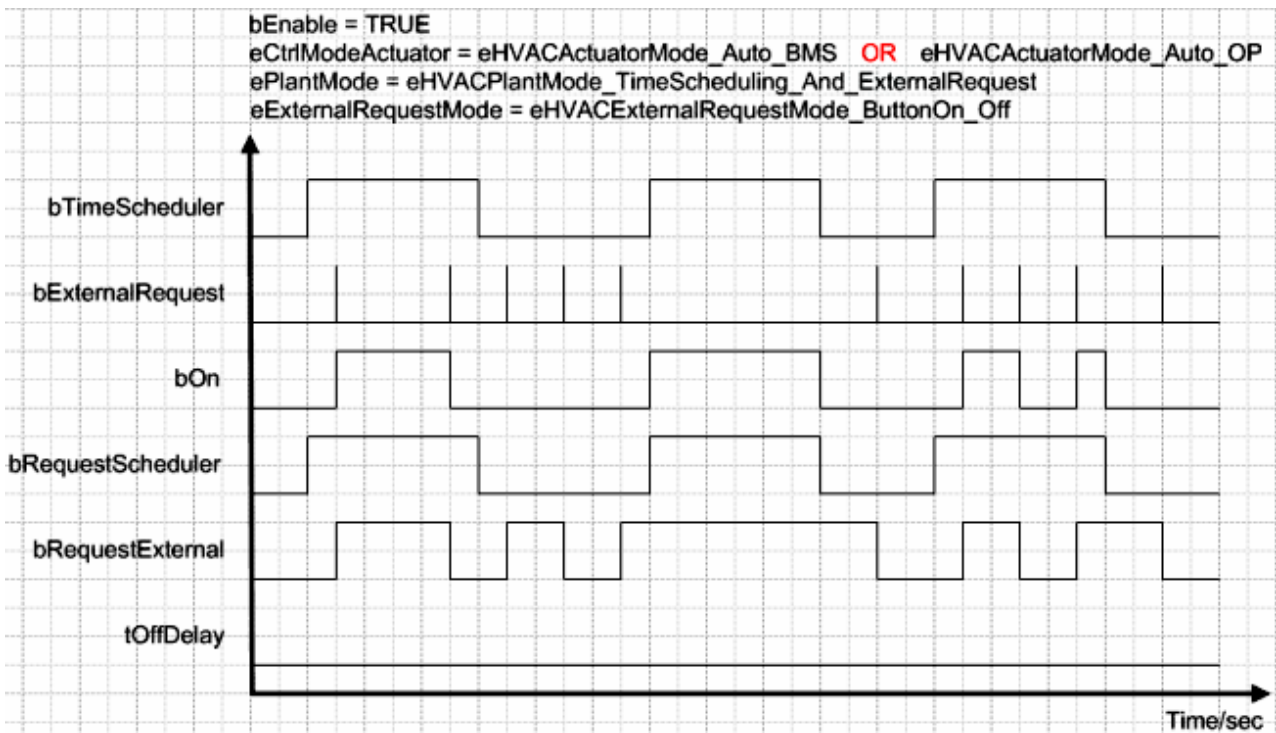 bEnable = TRUE
eCtrlModeActuator = eHVACActuatorMode_Auto_BMS OR eHVACActuatorMode_Auto_OP
ePlantMode = eHVACPlantMode_TimeScheduling_And_ExternalRequest
eExternalRequestMode = eHVACExternalRequestMode_ButtonOn_Off
bTimeScheduler
bExternalRequest
bOn
bRequestScheduler
bRequestExternal
tOffDelay
Time/sec